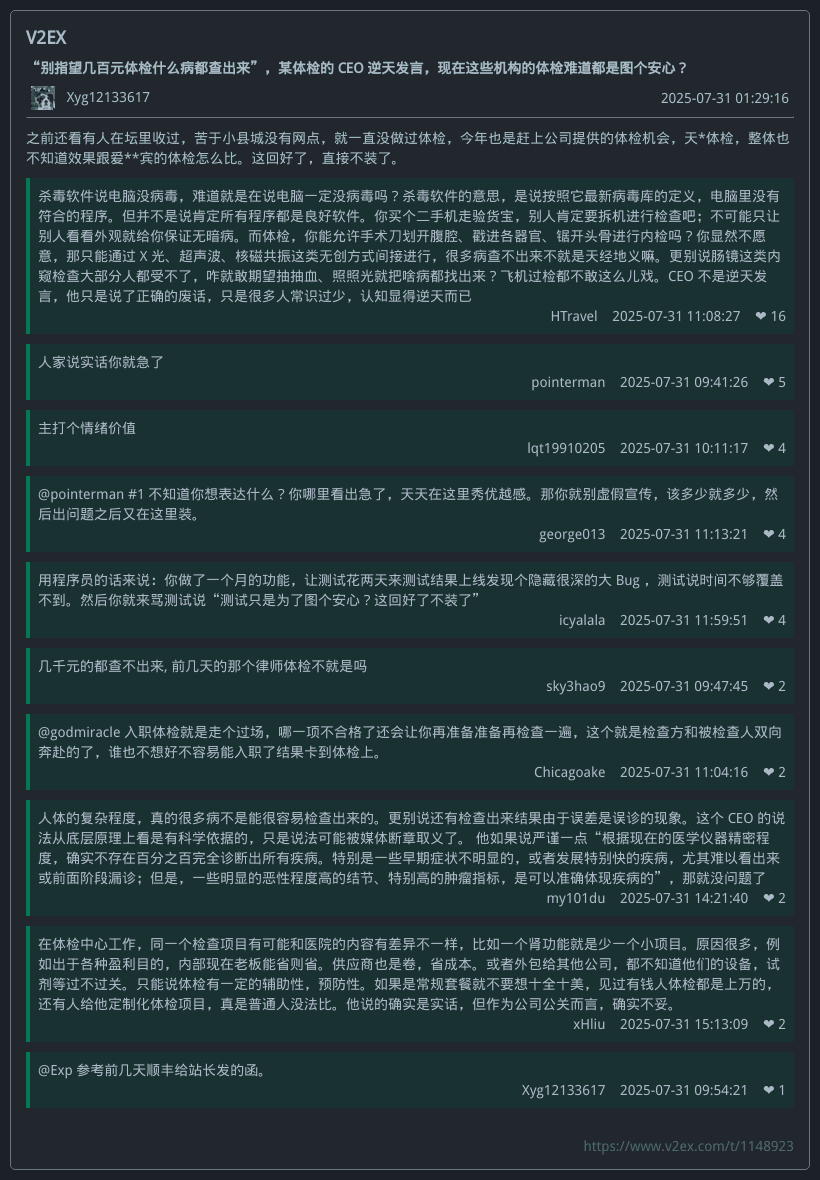 V2EX
“别指望几百元体检什么病都查出来”，某体检的 CEO 逆天发言，现在这些机构的体检难道都是图个安心？
Xyg12133617 2025-07-31 01:29:16
之前还看有人在坛里收过，苦于小县城没有网点，就一直没做过体检，今年也是赶上公司提供的体检机会，天*体检，整体也
不知道效果跟爱**宾的体检怎么比。这回好了，直接不装了。
杀毒软件说电脑没病毒，难道就是在说电脑一定没病毒吗？杀毒软件的意思，是说按照它最新病毒库的定义，电脑里没有
符合的程序。但并不是说肯定所有程序都是良好软件。你买个二手机走验货宝，别人肯定要拆机进行检查吧；不可能只让
别人看看外观就给你保证无暗病。而体检，你能允许手术刀划开腹腔、戳进各器官、锯开头骨进行内检吗？你显然不愿
意，那只能通过 X 光、超声波、核磁共振这类无创方式间接进行，很多病查不出来不就是天经地义嘛。更别说肠镜这类内
窥检查大部分人都受不了，咋就敢期望抽抽血、照照光就把啥病都找出来？飞机过检都不敢这么儿戏。CEO 不是逆天发
言，他只是说了正确的废话，只是很多人常识过少，认知显得逆天而已
HTravel 2025-07-31 11:08:27 ❤ 16
人家说实话你就急了
pointerman 2025-07-31 09:41:26 ❤ 5
主打个情绪价值
lqt19910205 2025-07-31 10:11:17 ❤ 4
@pointerman #1 不知道你想表达什么？你哪里看出急了，天天在这里秀优越感。那你就别虚假宣传，该多少就多少，然
后出问题之后又在这里装。
george013 2025-07-31 11:13:21 ❤ 4
用程序员的话来说：你做了一个月的功能，让测试花两天来测试结果上线发现个隐藏很深的大 Bug ，测试说时间不够覆盖
不到。然后你就来骂测试说“测试只是为了图个安心？这回好了不装了”
icyalala 2025-07-31 11:59:51 ❤ 4
几千元的都查不出来, 前几天的那个律师体检不就是吗
sky3hao9 2025-07-31 09:47:45 ❤ 2
@godmiracle 入职体检就是走个过场，哪一项不合格了还会让你再准备准备再检查一遍，这个就是检查方和被检查人双向
奔赴的了，谁也不想好不容易能入职了结果卡到体检上。
Chicagoake 2025-07-31 11:04:16 ❤ 2
人体的复杂程度，真的很多病不是能很容易检查出来的。更别说还有检查出来结果由于误差是误诊的现象。这个 CEO 的说
法从底层原理上看是有科学依据的，只是说法可能被媒体断章取义了。 他如果说严谨一点“根据现在的医学仪器精密程
度，确实不存在百分之百完全诊断出所有疾病。特别是一些早期症状不明显的，或者发展特别快的疾病，尤其难以看出来
或前面阶段漏诊；但是，一些明显的恶性程度高的结节、特别高的肿瘤指标，是可以准确体现疾病的”，那就没问题了
my101du 2025-07-31 14:21:40 ❤ 2
在体检中心工作，同一个检查项目有可能和医院的内容有差异不一样，比如一个肾功能就是少一个小项目。原因很多，例
如出于各种盈利目的，内部现在老板能省则省。供应商也是卷，省成本。或者外包给其他公司，都不知道他们的设备，试
剂等过不过关。只能说体检有一定的辅助性，预防性。如果是常规套餐就不要想十全十美，见过有钱人体检都是上万的，
还有人给他定制化体检项目，真是普通人没法比。他说的确实是实话，但作为公司公关而言，确实不妥。
xHliu 2025-07-31 15:13:09 ❤ 2
@Exp 参考前几天顺丰给站长发的函。
Xyg12133617 2025-07-31 09:54:21 ❤ 1
https://www.v2ex.com/t/1148923